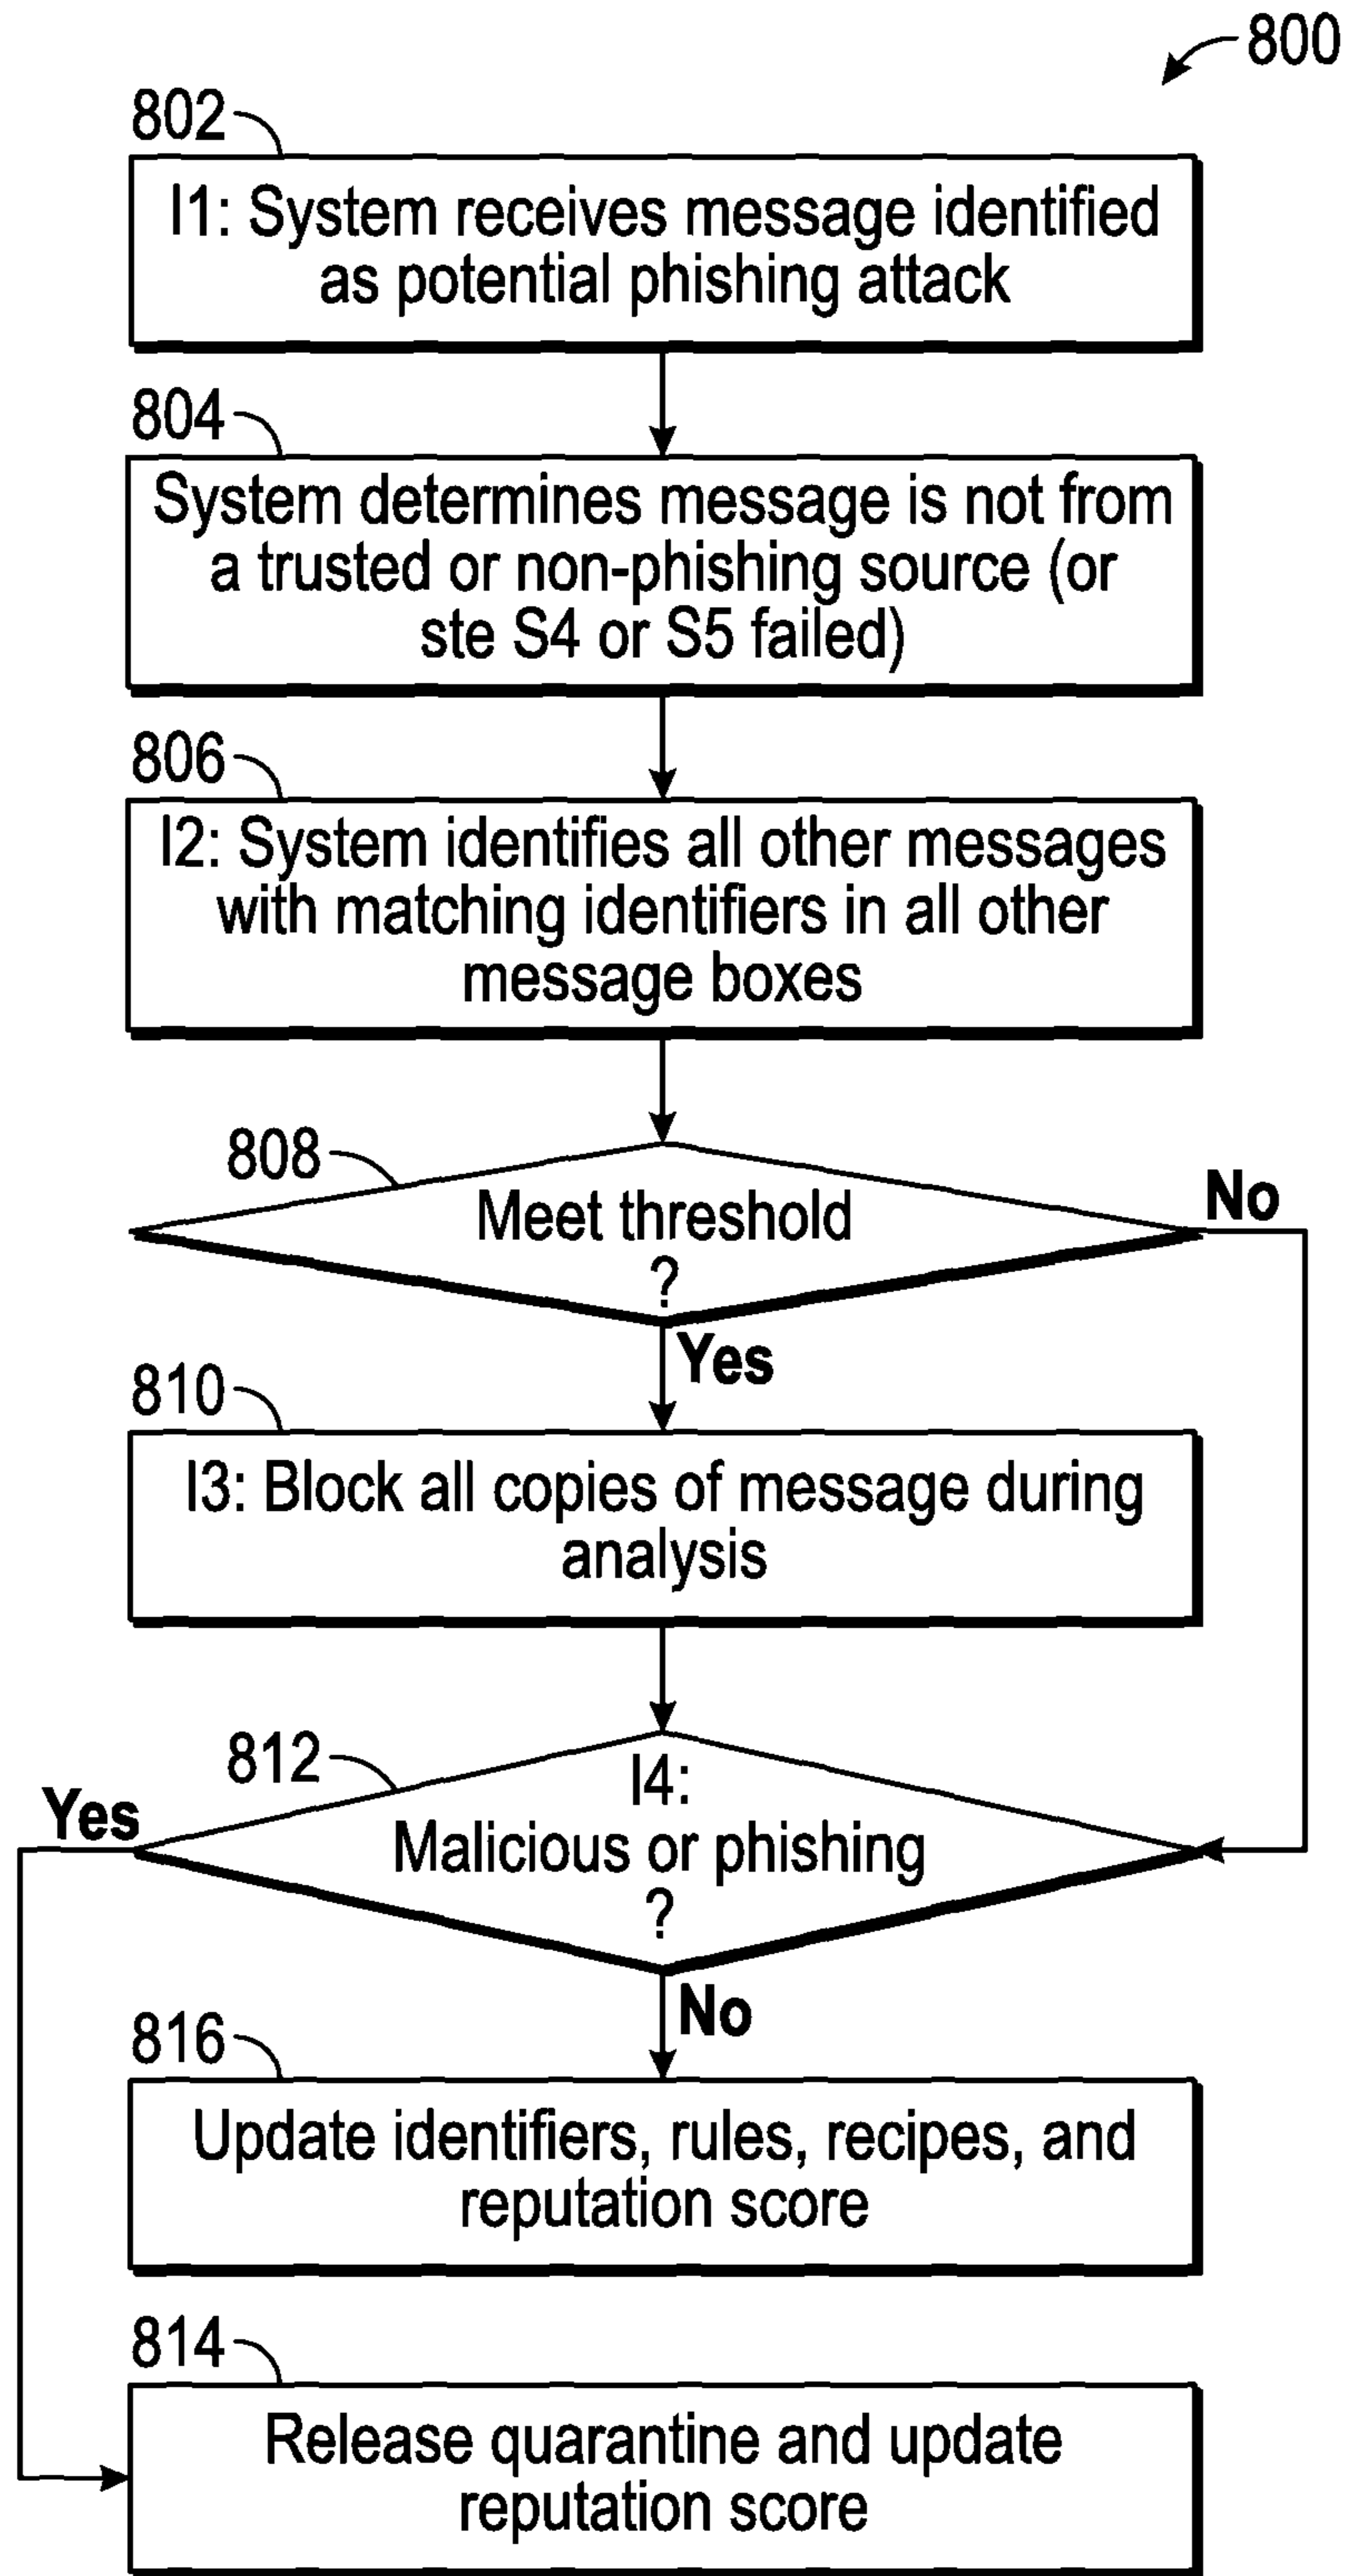 800
802
I1: System receives message identified
as potential phishing attack
804
System determines message is not from
a trusted or non-phishing source (or
ste S4 or S5 failed)
806
I2: System identifies all other messages
with matching identifiers in all other
message boxes
808
Meet threshold
?
No
Yes
810
I3: Block all copies of message during
analysis
812
I4:
Malicious or phishing
?
Yes
No
816
Update identifiers, rules, recipes, and
reputation score
814
Release quarantine and update
reputation score